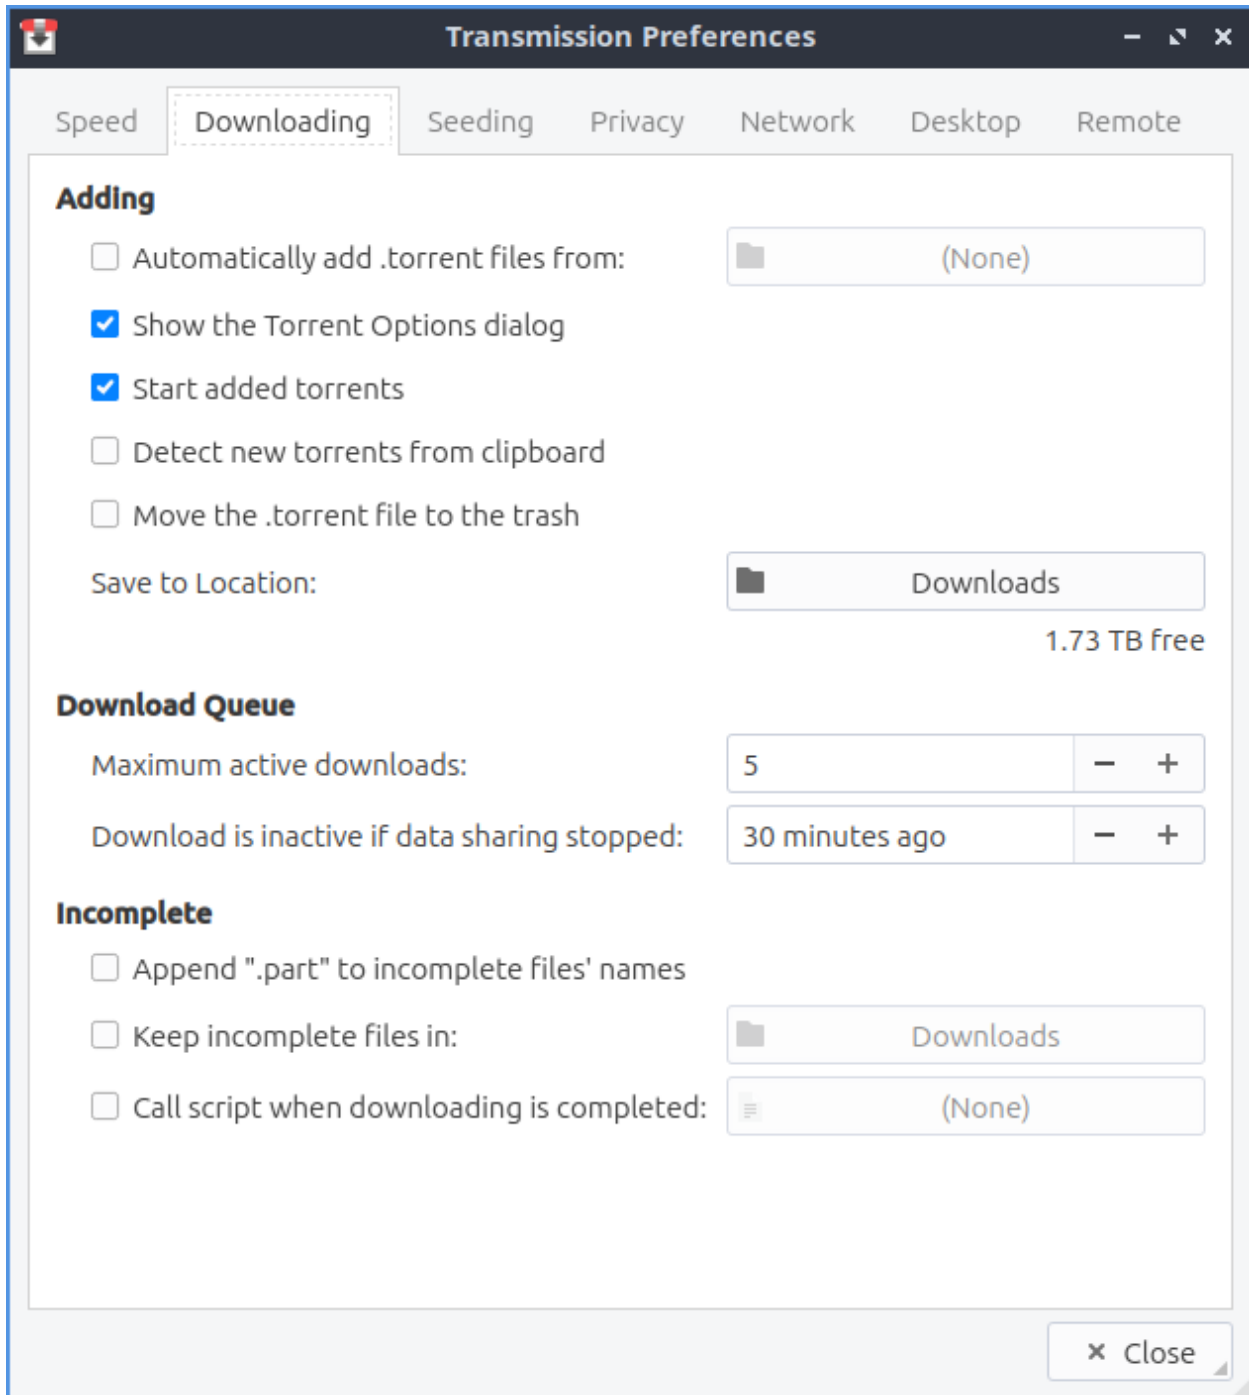 Transmission Preferences
Speed Downloading Seeding Privacy Network Desktop Remote
Adding
Automatically add .torrent files from: (None)
Show the Torrent Options dialog
Start added torrents
Detect new torrents from clipboard
Move the .torrent file to the trash
Save to Location: Downloads
1.73 TB free
Download Queue
Maximum active downloads: 5
Download is inactive if data sharing stopped: 30 minutes ago
Incomplete
Append ".part" to incomplete files' names
Keep incomplete files in: Downloads
Call script when downloading is completed: (None)
Close